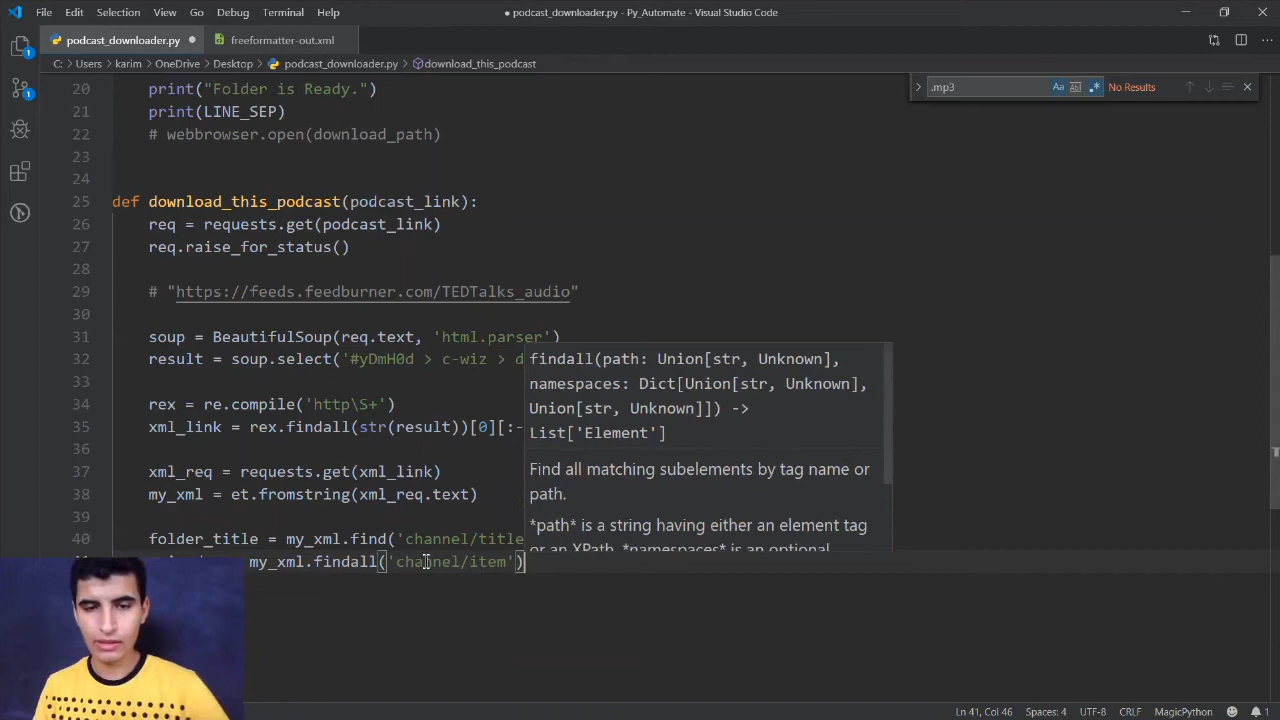 File Edit Selection View Go Debug Terminal Help
● podcast_downloader.py - Py_Automate - Visual Studio Code
podcast_downloader.py ●
freeformatter-out.xml
C: > Users > karim > OneDrive > Desktop > podcast_downloader.py > download_this_podcast
.mp3
Aa
No Results
20 print("Folder is Ready.")
21 print(LINE_SEP)
22 # webbrowser.open(download_path)
23
24
25 def download_this_podcast(podcast_link):
26 req = requests.get(podcast_link)
27 req.raise_for_status()
28
29 # "https://feeds.feedburner.com/TEDTalks_audio"
30
31 soup = BeautifulSoup(req.text, 'html.parser')
32 result = soup.select('#yDmH0d > c-wiz > d
33
34 rex = re.compile('http\S+')
35 xml_link = rex.findall(str(result))[0][:-
36
37 xml_req = requests.get(xml_link)
38 my_xml = et.fromstring(xml_req.text)
39
40 folder_title = my_xml.find('channel/title
my_xml.findall('channel/item')
findall(path: Union[str, Unknown],
namespaces: Dict[Union[str, Unknown],
Union[str, Unknown]]) ->
List['Element']
Find all matching subelements by tag name or
path.
*path* is a string having either an element tag
or an XPath, *namespaces* is an optional
Ln 41, Col 46 Spaces: 4 UTF-8 CRLF MagicPython 1